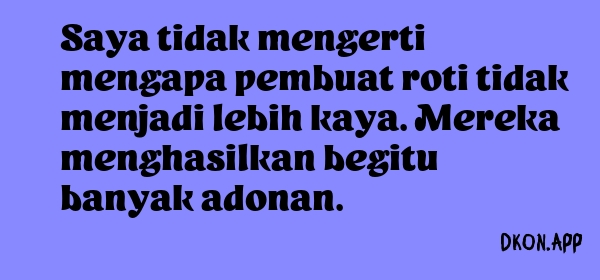 Saya tidak mengerti
mengapa pembuat roti tidak
menjadi lebih kaya. Mereka
menghasilkan begitu
banyak adonan.
DKON.APP